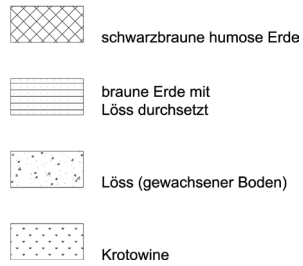 schwarzbraune humose Erde
braune Erde mit
Löss durchsetzt
Löss (gewachsener Boden)
Krotowine